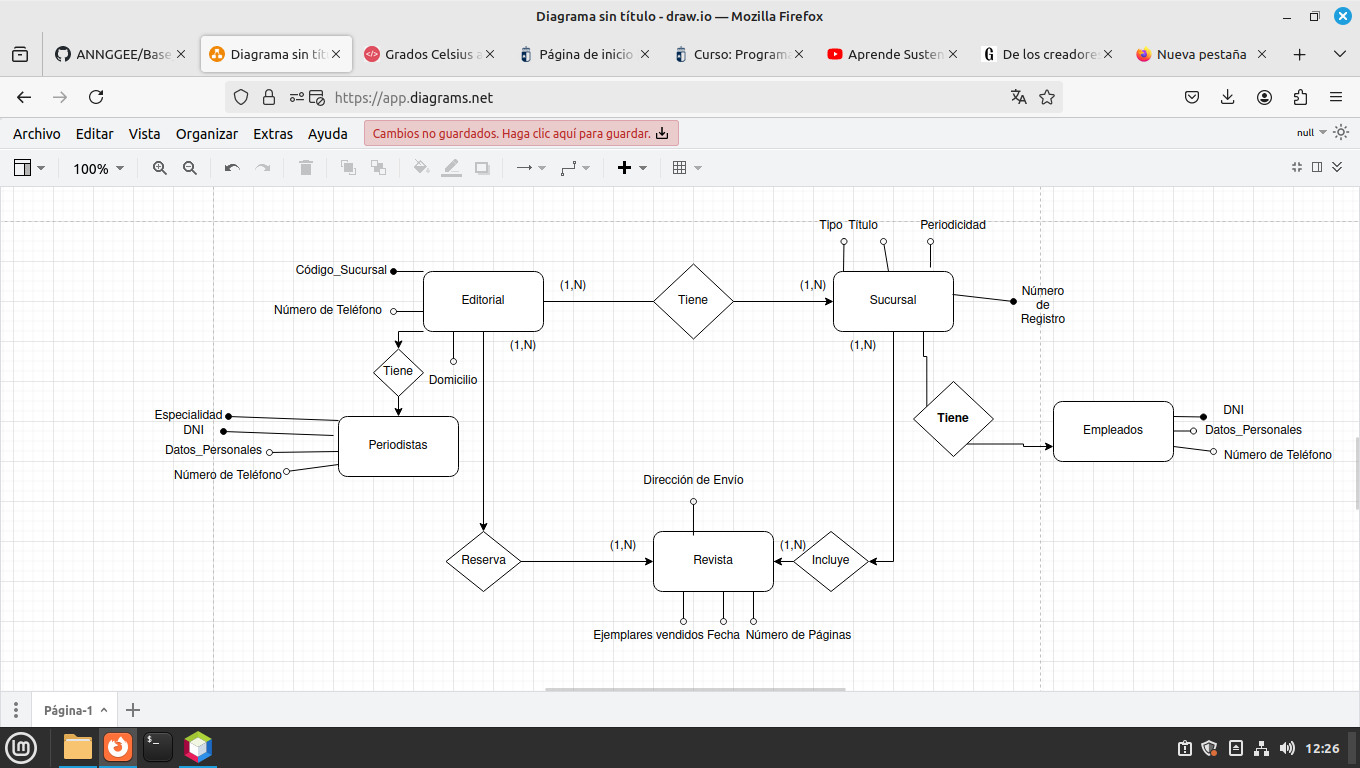 Diagrama sin título - draw.io — Mozilla Firefox
ANNGGEE/Base
Diagrama sin tít
Grados Celsius a
Página de inicio
Curso: Programa
Aprende Susten
G
De los creadores
Nueva pestaña
https://app.diagrams.net
Archivo Editar Vista Organizar Extras Ayuda
Cambios no guardados. Haga clic aquí para guardar.
null
100%
Tipo Título Periodicidad
Código_Sucursal
Número de Teléfono
Editorial
(1,N)
Tiene
(1,N)
Sucursal
Número
de
Registro
(1,N)
(1,N)
Tiene
Domicilio
Especialidad
DNI
Datos_Personales
Número de Teléfono
Periodistas
Tiene
Empleados
DNI
Datos_Personales
Número de Teléfono
Dirección de Envío
Reserva
(1,N)
Revista
(1,N)
Incluye
Ejemplares vendidos Fecha Número de Páginas
Página-1
12:26